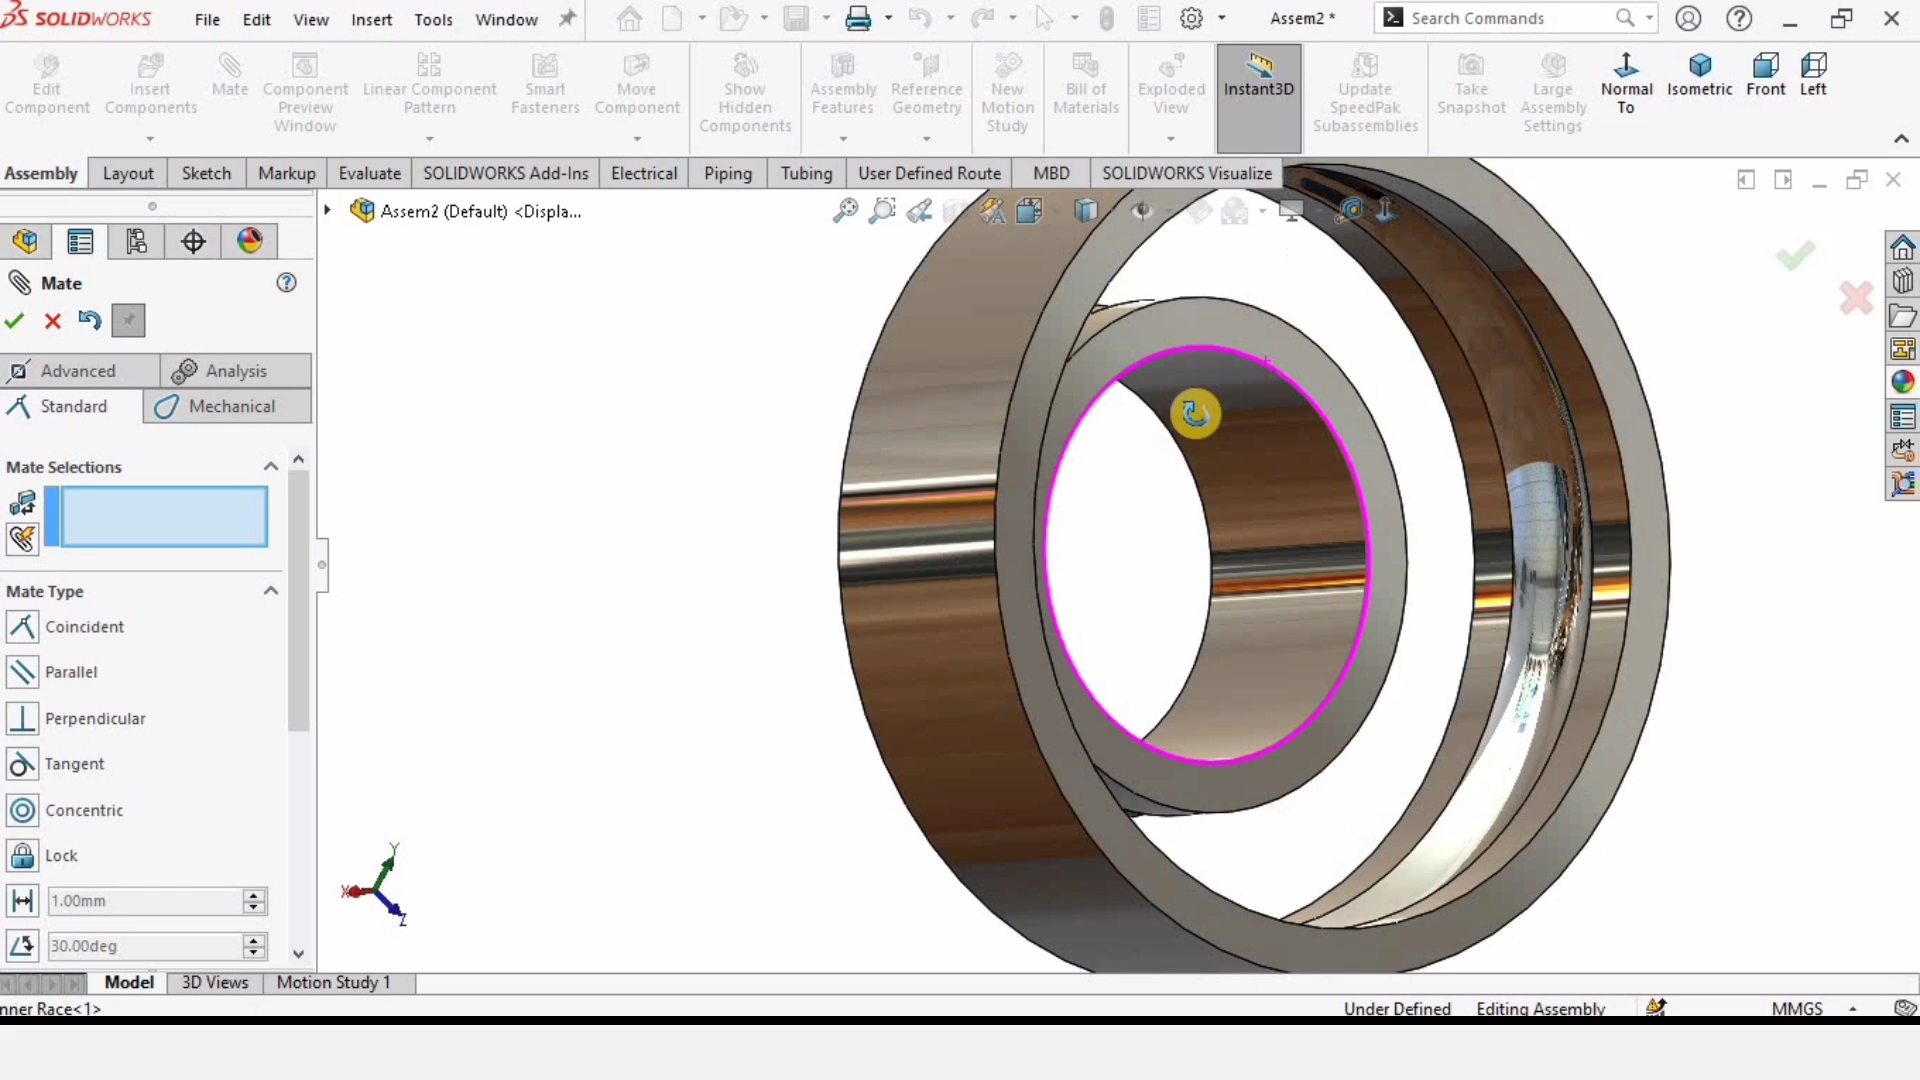 SOLIDWORKS File Edit View Insert Tools Window Assem2 * Search Commands
Edit Component
Insert Components
Mate
Component Preview Window
Linear Component Pattern
Smart Fasteners
Move Component
Show Hidden Components
Assembly Features
Reference Geometry
New Motion Study
Bill of Materials
Exploded View
Instant3D
Update SpeedPak Subassemblies
Take Snapshot
Large Assembly Settings
Normal To
Isometric
Front
Left
Assembly Layout Sketch Markup Evaluate SOLIDWORKS Add-Ins Electrical Piping Tubing User Defined Route MBD SOLIDWORKS Visualize
Assem2 (Default) <Displa...
Mate
Advanced Analysis
Standard Mechanical
Mate Selections
Mate Type
Coincident
Parallel
Perpendicular
Tangent
Concentric
Lock
1.00mm
30.00deg
Y
X
Z
Model 3D Views Motion Study 1
nner Race<1> Under Defined Editing Assembly MMGS